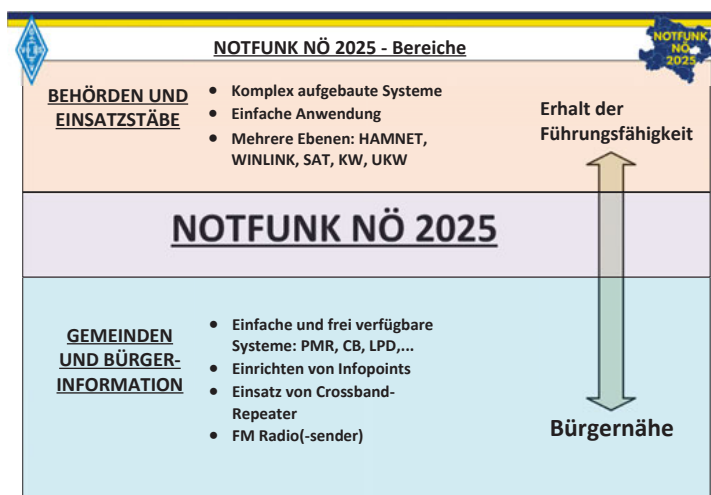 NOTFUNK NÖ 2025 - Bereiche
NOTFUNK
NÖ
2025
BEHÖRDEN UND
EINSATZSTÄBE
• Komplex aufgebaute Systeme
• Einfache Anwendung
• Mehrere Ebenen: HAMNET,
WINLINK, SAT, KW, UKW
Erhalt der
Führungsfähigkeit
NOTFUNK NÖ 2025
GEMEINDEN
UND BÜRGER-
INFORMATION
• Einfache und frei verfügbare
Systeme: PMR, CB, LPD,...
• Einrichten von Infopoints
• Einsatz von Crossband-
Repeater
• FM Radio(-sender)
Bürgernähe